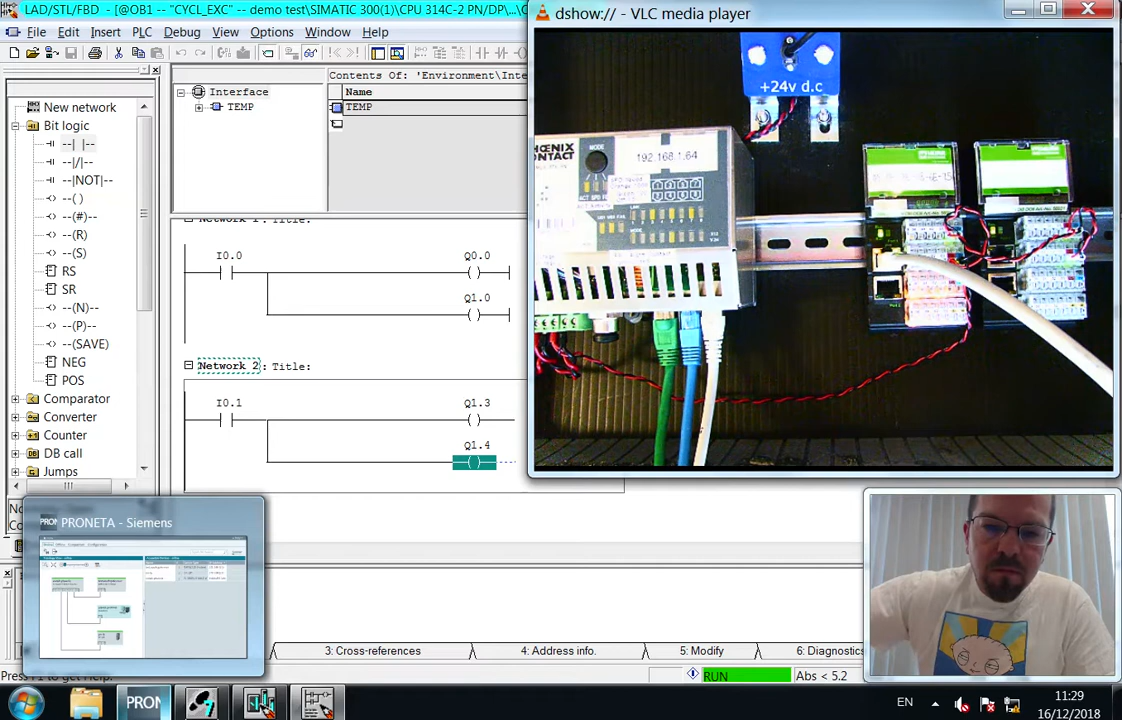 LAD/STL/FBD - [@OB1 -- "CYCL_EXC" -- demo test\SIMATIC 300(1)\CPU 314C-2 PN/DP\...\C
File Edit Insert PLC Debug View Options Window Help
New network
Bit logic
--| |--
--|/|--
--|NOT|--
--( )
--(#)--
--(R)
--(S)
RS
SR
--(N)--
--(P)--
--(SAVE)
NEG
POS
Comparator
Converter
Counter
DB call
Jumps
Interface
TEMP
Contents Of: 'Environment\Inte
Name
TEMP
Network 1 : Title:
I0.0
Q0.0
Q1.0
Network 2 : Title:
I0.1
Q1.3
Q1.4
dshow:// - VLC media player
+24v d.c
PHŒNIX
CONTACT
MODE
192.168.1.64
PRONETA - Siemens
3: Cross-references
4: Address info.
5: Modify
6: Diagnostics
Press F1 to get Help.
RUN
Abs < 5.2
PRON
EN
11:29
16/12/2018